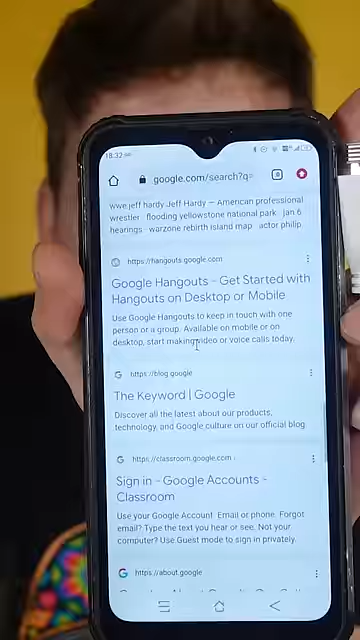 18:32
google.com/search?q=
wwe jeff hardy Jeff Hardy — American professional
wrestler · flooding yellowstone national park · jan 6
hearings · warzone rebirth island map · actor philip
https://hangouts.google.com
Google Hangouts - Get Started with
Hangouts on Desktop or Mobile
Use Google Hangouts to keep in touch with one
person or a group. Available on mobile or on
desktop, start making video or voice calls today.
https://blog.google
The Keyword | Google
Discover all the latest about our products,
technology, and Google culture on our official blog.
https://classroom.google.com
Sign in - Google Accounts -
Classroom
Use your Google Account. Email or phone. Forgot
email? Type the text you hear or see. Not your
computer? Use Guest mode to sign in privately.
https://about.google